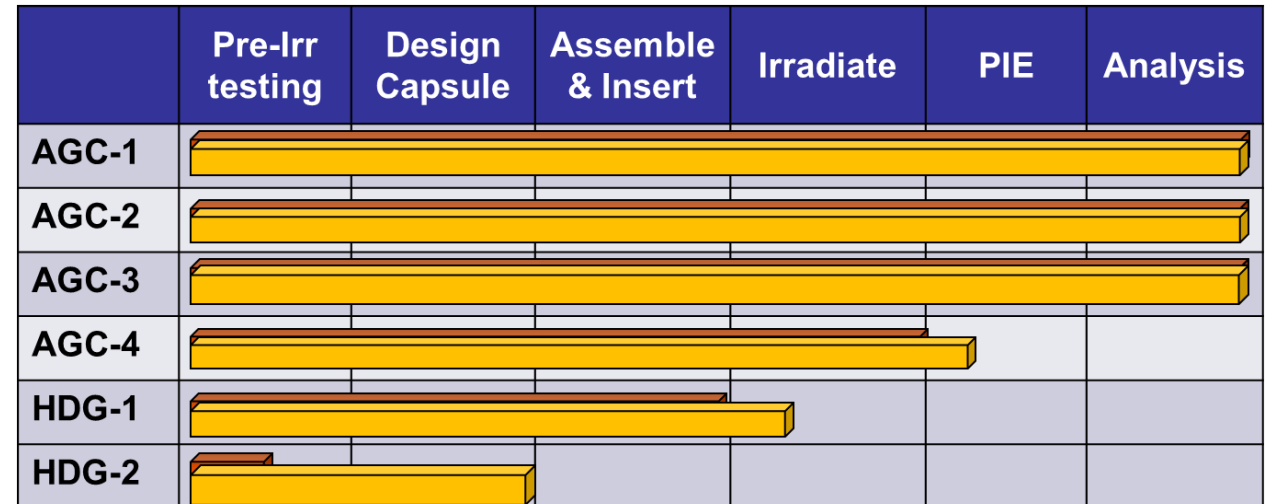 Pre-Irr
testing
Design
Capsule
Assemble
& Insert
Irradiate
PIE
Analysis
AGC-1
AGC-2
AGC-3
AGC-4
HDG-1
HDG-2